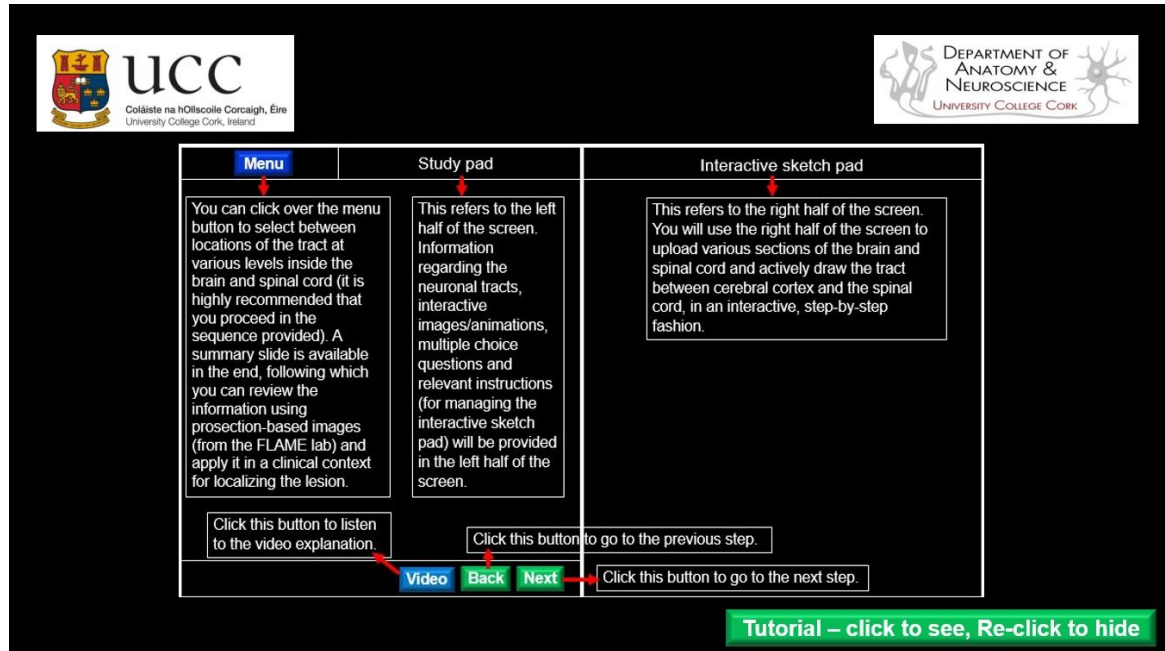 UCC
Coláiste na hOllscoile Corcaigh, Éire
University College Cork, Ireland
DEPARTMENT OF
ANATOMY &
NEUROSCIENCE
UNIVERSITY COLLEGE CORK
Menu
Study pad
Interactive sketch pad
You can click over the menu
button to select between
locations of the tract at
various levels inside the
brain and spinal cord (it is
highly recommended that
you proceed in the
sequence provided). A
summary slide is available
in the end, following which
you can review the
information using
prosection-based images
(from the FLAME lab) and
apply it in a clinical context
for localizing the lesion.
This refers to the left
half of the screen.
Information
regarding the
neuronal tracts,
interactive
images/animations,
multiple choice
questions and
relevant instructions
(for managing the
interactive sketch
pad) will be provided
in the left half of the
screen.
This refers to the right half of the screen.
You will use the right half of the screen to
upload various sections of the brain and
spinal cord and actively draw the tract
between cerebral cortex and the spinal
cord, in an interactive, step-by-step
fashion.
Click this button to listen
to the video explanation.
Click this button to go to the previous step.
Video
Back
Next
Click this button to go to the next step.
Tutorial – click to see, Re-click to hide